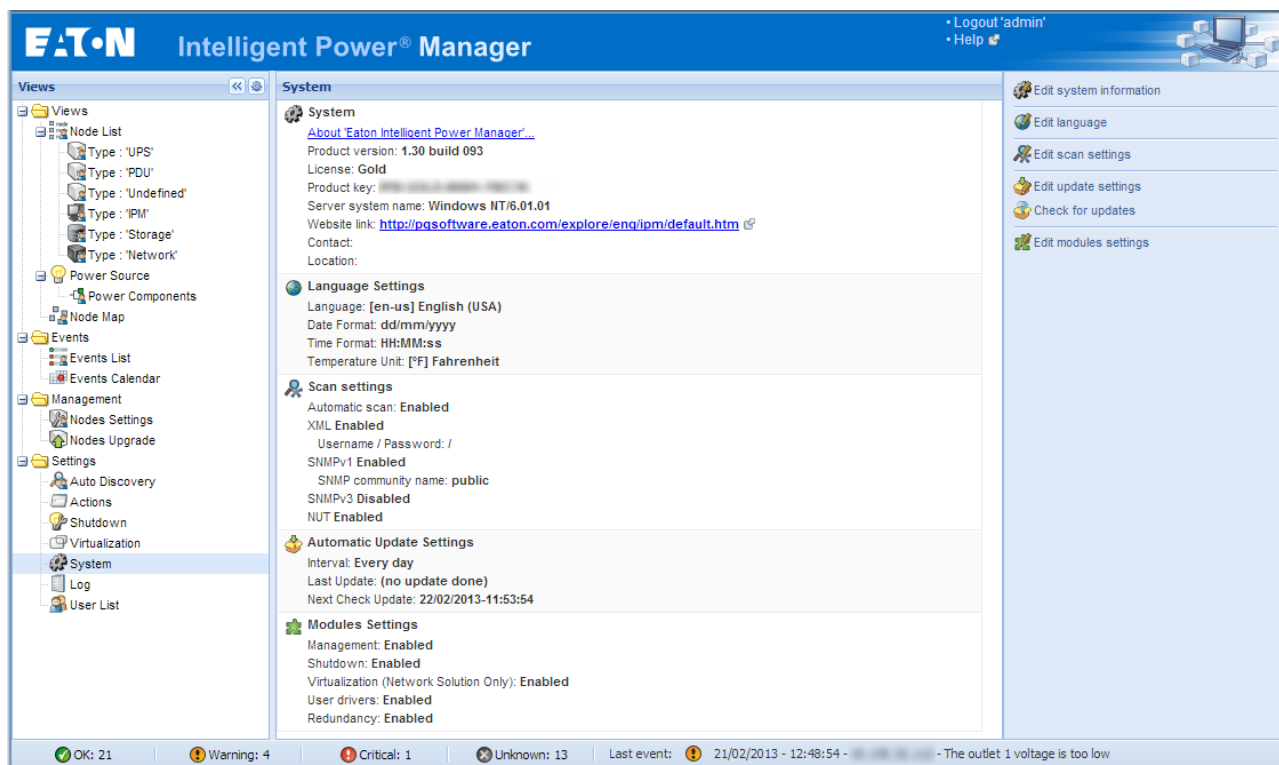 EATON Intelligent Power® Manager
• Logout 'admin'
• Help
Views
Views
Node List
Type : 'UPS'
Type : 'PDU'
Type : 'Undefined'
Type : 'IPM'
Type : 'Storage'
Type : 'Network'
Power Source
Power Components
Node Map
Events
Events List
Events Calendar
Management
Nodes Settings
Nodes Upgrade
Settings
Auto Discovery
Actions
Shutdown
Virtualization
System
Log
User List
System
System
About 'Eaton Intelligent Power Manager'...
Product version: 1.30 build 093
License: Gold
Product key:
Server system name: Windows NT/6.01.01
Website link: http://pqsoftware.eaton.com/explore/eng/ipm/default.htm
Contact:
Location:
Language Settings
Language: [en-us] English (USA)
Date Format: dd/mm/yyyy
Time Format: HH:MM:ss
Temperature Unit: [°F] Fahrenheit
Scan settings
Automatic scan: Enabled
XML Enabled
Username / Password: /
SNMPv1 Enabled
SNMP community name: public
SNMPv3 Disabled
NUT Enabled
Automatic Update Settings
Interval: Every day
Last Update: (no update done)
Next Check Update: 22/02/2013-11:53:54
Modules Settings
Management: Enabled
Shutdown: Enabled
Virtualization (Network Solution Only): Enabled
User drivers: Enabled
Redundancy: Enabled
Edit system information
Edit language
Edit scan settings
Edit update settings
Check for updates
Edit modules settings
OK: 21
Warning: 4
Critical: 1
Unknown: 13
Last event: 21/02/2013 - 12:48:54 - - The outlet 1 voltage is too low